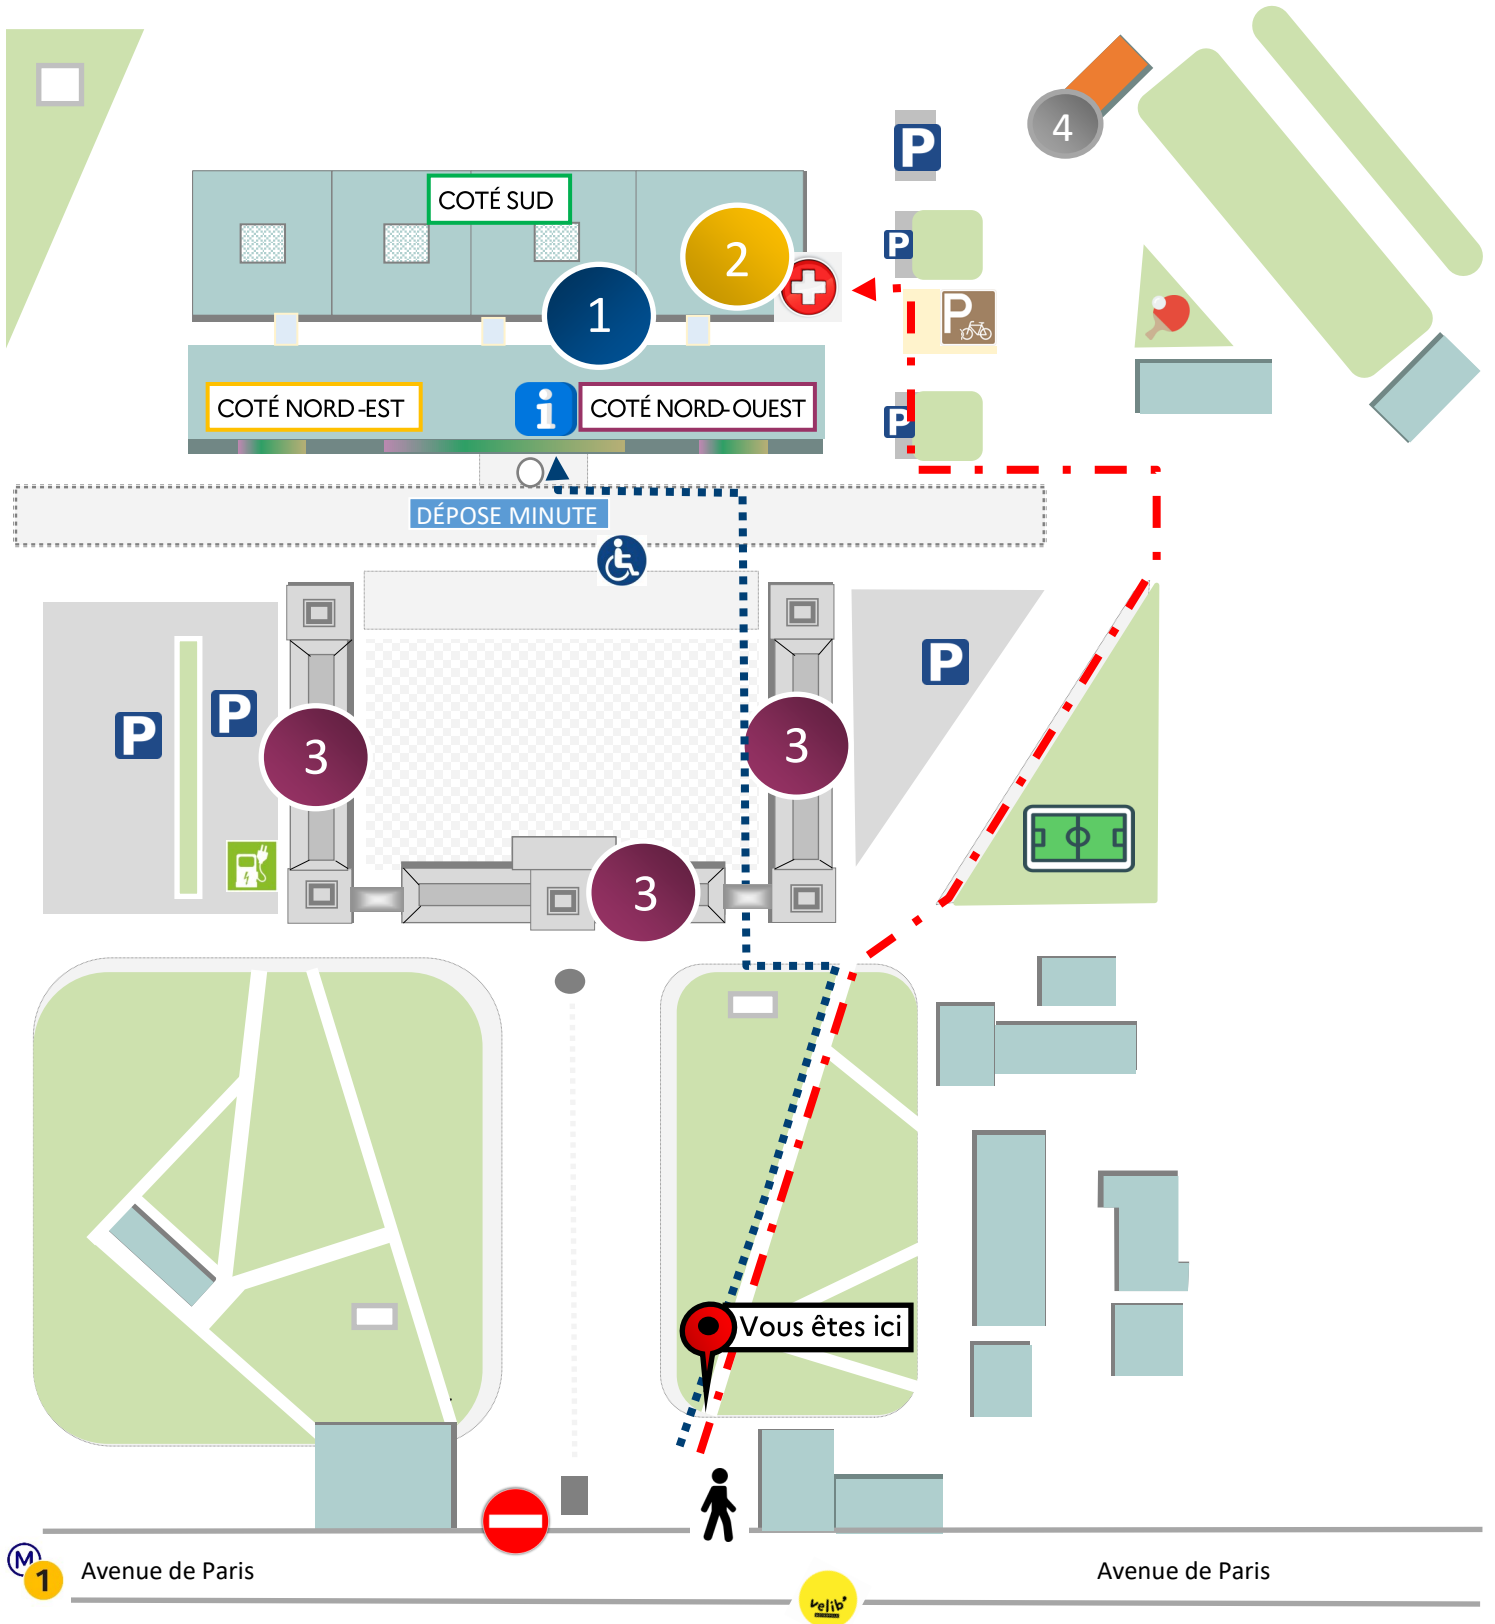 4
P
COTÉ SUD
2
1
P
P
COTÉ NORD-EST
i
COTÉ NORD-OUEST
P
DÉPOSE MINUTE
P
P
P
3
3
3
Vous êtes ici
M
1
Avenue de Paris
Avenue de Paris
velib'